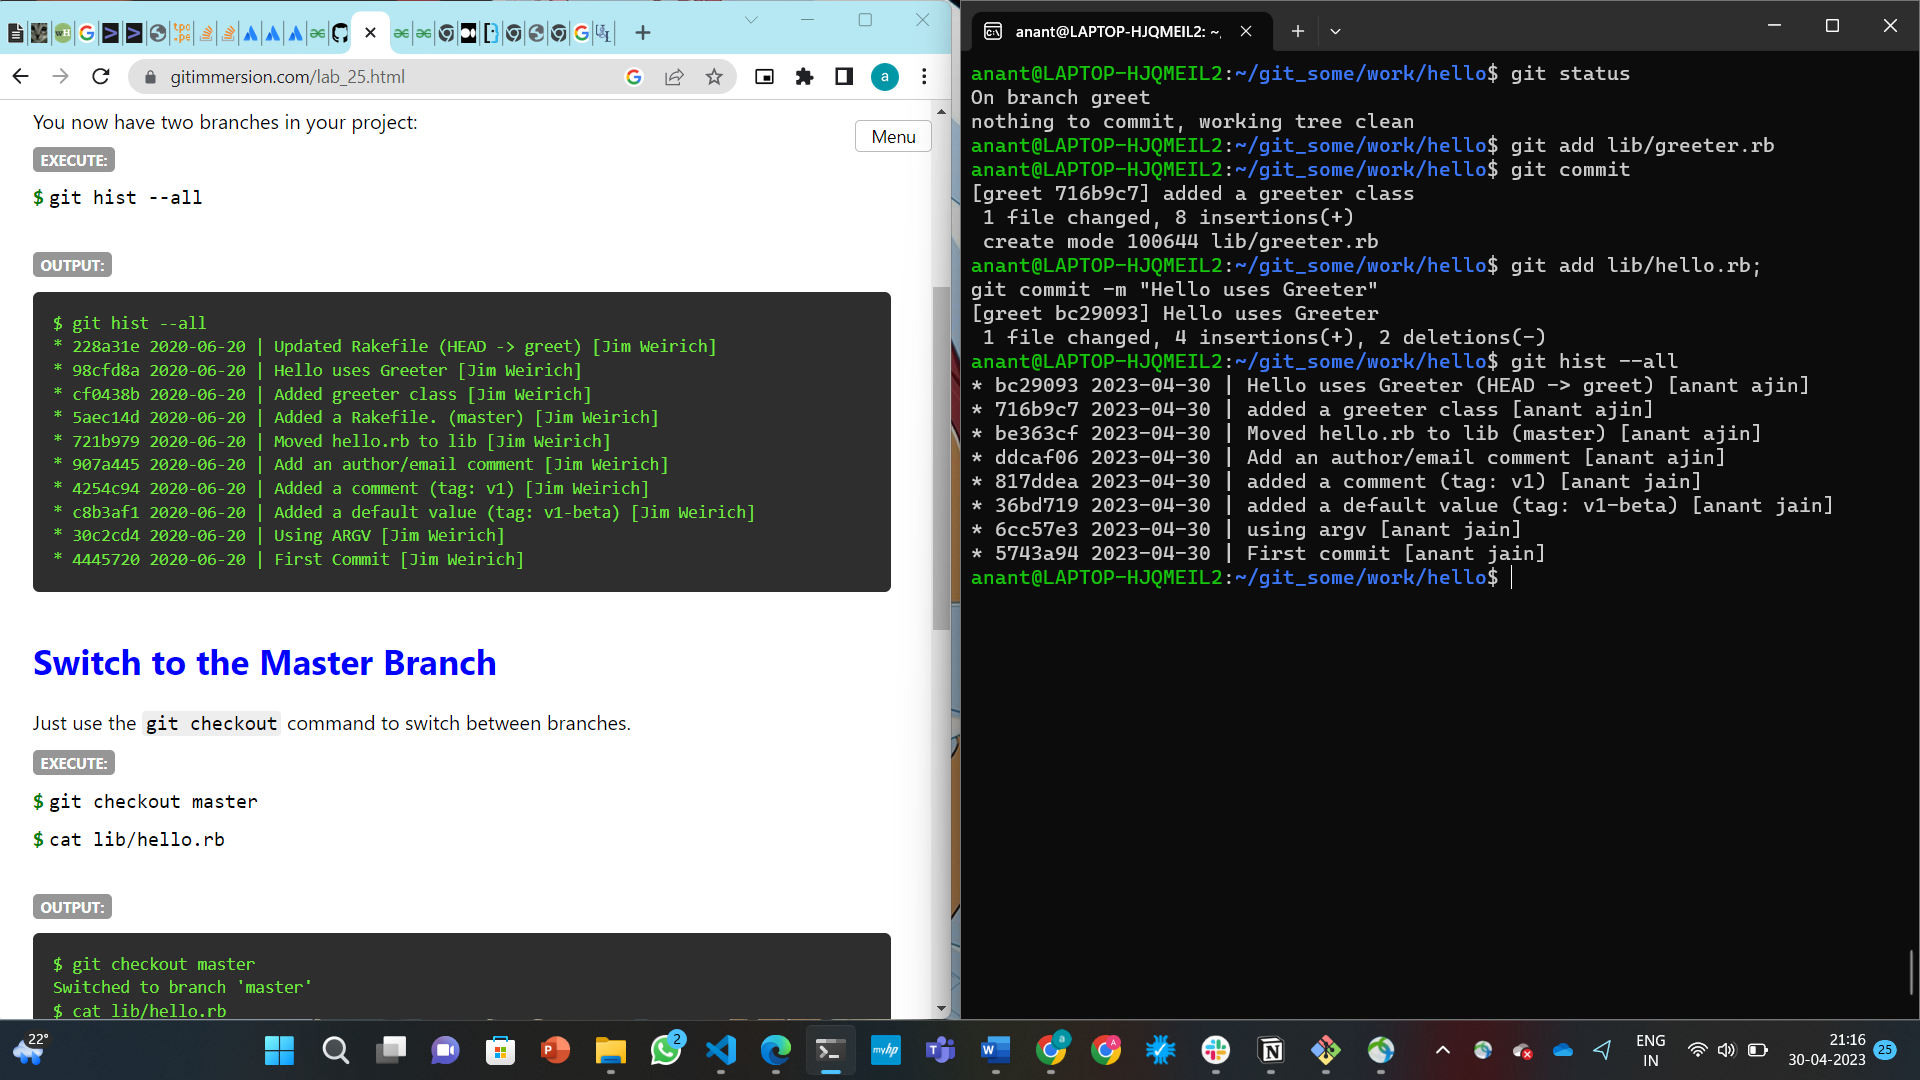 gitimmersion.com/lab_25.html
a
You now have two branches in your project:
Menu
EXECUTE:
$ git hist --all
OUTPUT:
$ git hist --all
* 228a31e 2020-06-20 | Updated Rakefile (HEAD -> greet) [Jim Weirich]
* 98cfd8a 2020-06-20 | Hello uses Greeter [Jim Weirich]
* cf0438b 2020-06-20 | Added greeter class [Jim Weirich]
* 5aec14d 2020-06-20 | Added a Rakefile. (master) [Jim Weirich]
* 721b979 2020-06-20 | Moved hello.rb to lib [Jim Weirich]
* 907a445 2020-06-20 | Add an author/email comment [Jim Weirich]
* 4254c94 2020-06-20 | Added a comment (tag: v1) [Jim Weirich]
* c8b3af1 2020-06-20 | Added a default value (tag: v1-beta) [Jim Weirich]
* 30c2cd4 2020-06-20 | Using ARGV [Jim Weirich]
* 4445720 2020-06-20 | First Commit [Jim Weirich]
Switch to the Master Branch
Just use the git checkout command to switch between branches.
EXECUTE:
$ git checkout master
$ cat lib/hello.rb
OUTPUT:
$ git checkout master
Switched to branch 'master'
$ cat lib/hello.rb
anant@LAPTOP-HJQMEIL2: ~,
anant@LAPTOP-HJQMEIL2:~/git_some/work/hello$ git status
On branch greet
nothing to commit, working tree clean
anant@LAPTOP-HJQMEIL2:~/git_some/work/hello$ git add lib/greeter.rb
anant@LAPTOP-HJQMEIL2:~/git_some/work/hello$ git commit
[greet 716b9c7] added a greeter class
1 file changed, 8 insertions(+)
create mode 100644 lib/greeter.rb
anant@LAPTOP-HJQMEIL2:~/git_some/work/hello$ git add lib/hello.rb;
git commit -m "Hello uses Greeter"
[greet bc29093] Hello uses Greeter
1 file changed, 4 insertions(+), 2 deletions(-)
anant@LAPTOP-HJQMEIL2:~/git_some/work/hello$ git hist --all
* bc29093 2023-04-30 | Hello uses Greeter (HEAD -> greet) [anant ajin]
* 716b9c7 2023-04-30 | added a greeter class [anant ajin]
* be363cf 2023-04-30 | Moved hello.rb to lib (master) [anant ajin]
* ddcaf06 2023-04-30 | Add an author/email comment [anant ajin]
* 817ddea 2023-04-30 | added a comment (tag: v1) [anant jain]
* 36bd719 2023-04-30 | added a default value (tag: v1-beta) [anant jain]
* 6cc57e3 2023-04-30 | using argv [anant jain]
* 5743a94 2023-04-30 | First commit [anant jain]
anant@LAPTOP-HJQMEIL2:~/git_some/work/hello$
22°
2
myhp
ENG
IN
21:16
30-04-2023
25